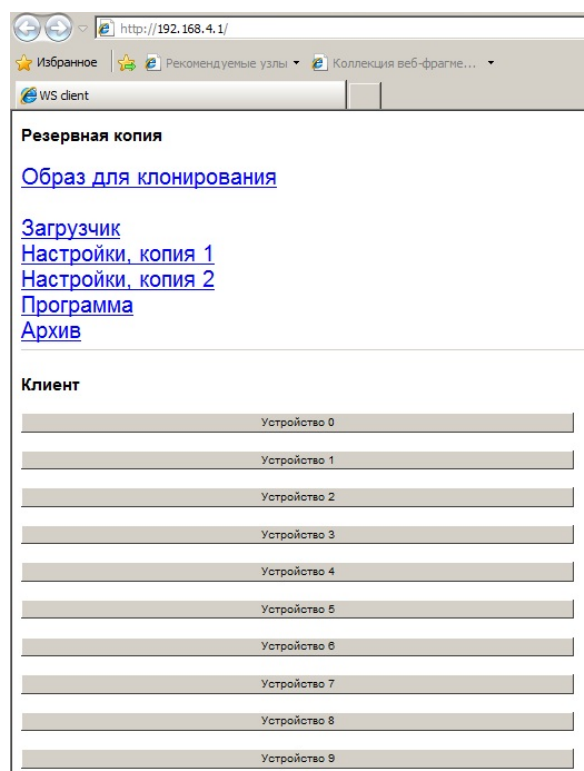 http://192.168.4.1/
Избранное Рекомендуемые узлы Коллекция веб-фрагме...
WS client
Резервная копия
Образ для клонирования
Загрузчик
Настройки, копия 1
Настройки, копия 2
Программа
Архив
Клиент
Устройство 0
Устройство 1
Устройство 2
Устройство 3
Устройство 4
Устройство 5
Устройство 6
Устройство 7
Устройство 8
Устройство 9